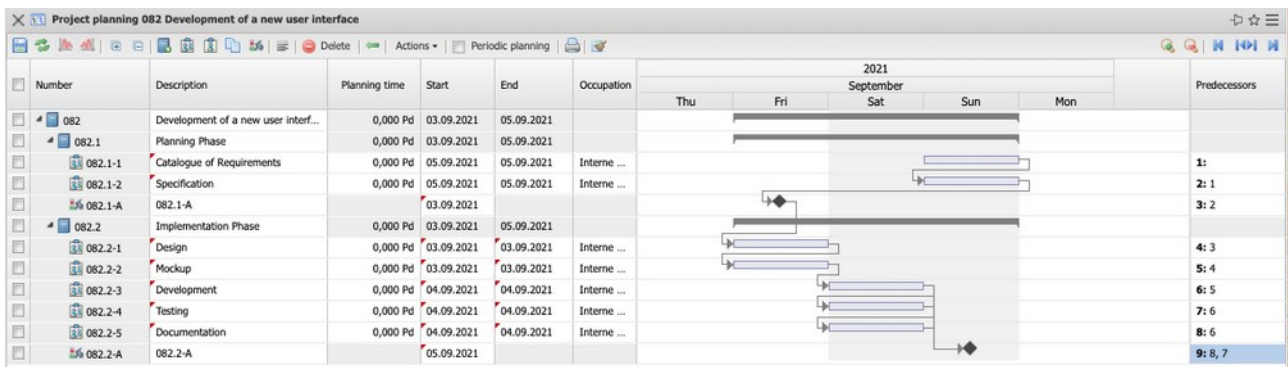 Project planning 082 Development of a new user interface
Delete Actions Periodic planning
2021
September
Number Description Planning time Start End Occupation Thu Fri Sat Sun Mon Predecessors
082 Development of a new user interf... 0,000 Pd 03.09.2021 05.09.2021
082.1 Planning Phase 0,000 Pd 03.09.2021 05.09.2021
082.1-1 Catalogue of Requirements 0,000 Pd 05.09.2021 05.09.2021 Interne ... 1:
082.1-2 Specification 0,000 Pd 05.09.2021 05.09.2021 Interne ... 2: 1
082.1-A 082.1-A 03.09.2021 3: 2
082.2 Implementation Phase 0,000 Pd 03.09.2021 05.09.2021
082.2-1 Design 0,000 Pd 03.09.2021 03.09.2021 Interne ... 4: 3
082.2-2 Mockup 0,000 Pd 03.09.2021 03.09.2021 Interne ... 5: 4
082.2-3 Development 0,000 Pd 04.09.2021 04.09.2021 Interne ... 6: 5
082.2-4 Testing 0,000 Pd 04.09.2021 04.09.2021 Interne ... 7: 6
082.2-5 Documentation 0,000 Pd 04.09.2021 04.09.2021 Interne ... 8: 6
082.2-A 082.2-A 05.09.2021 9: 8, 7